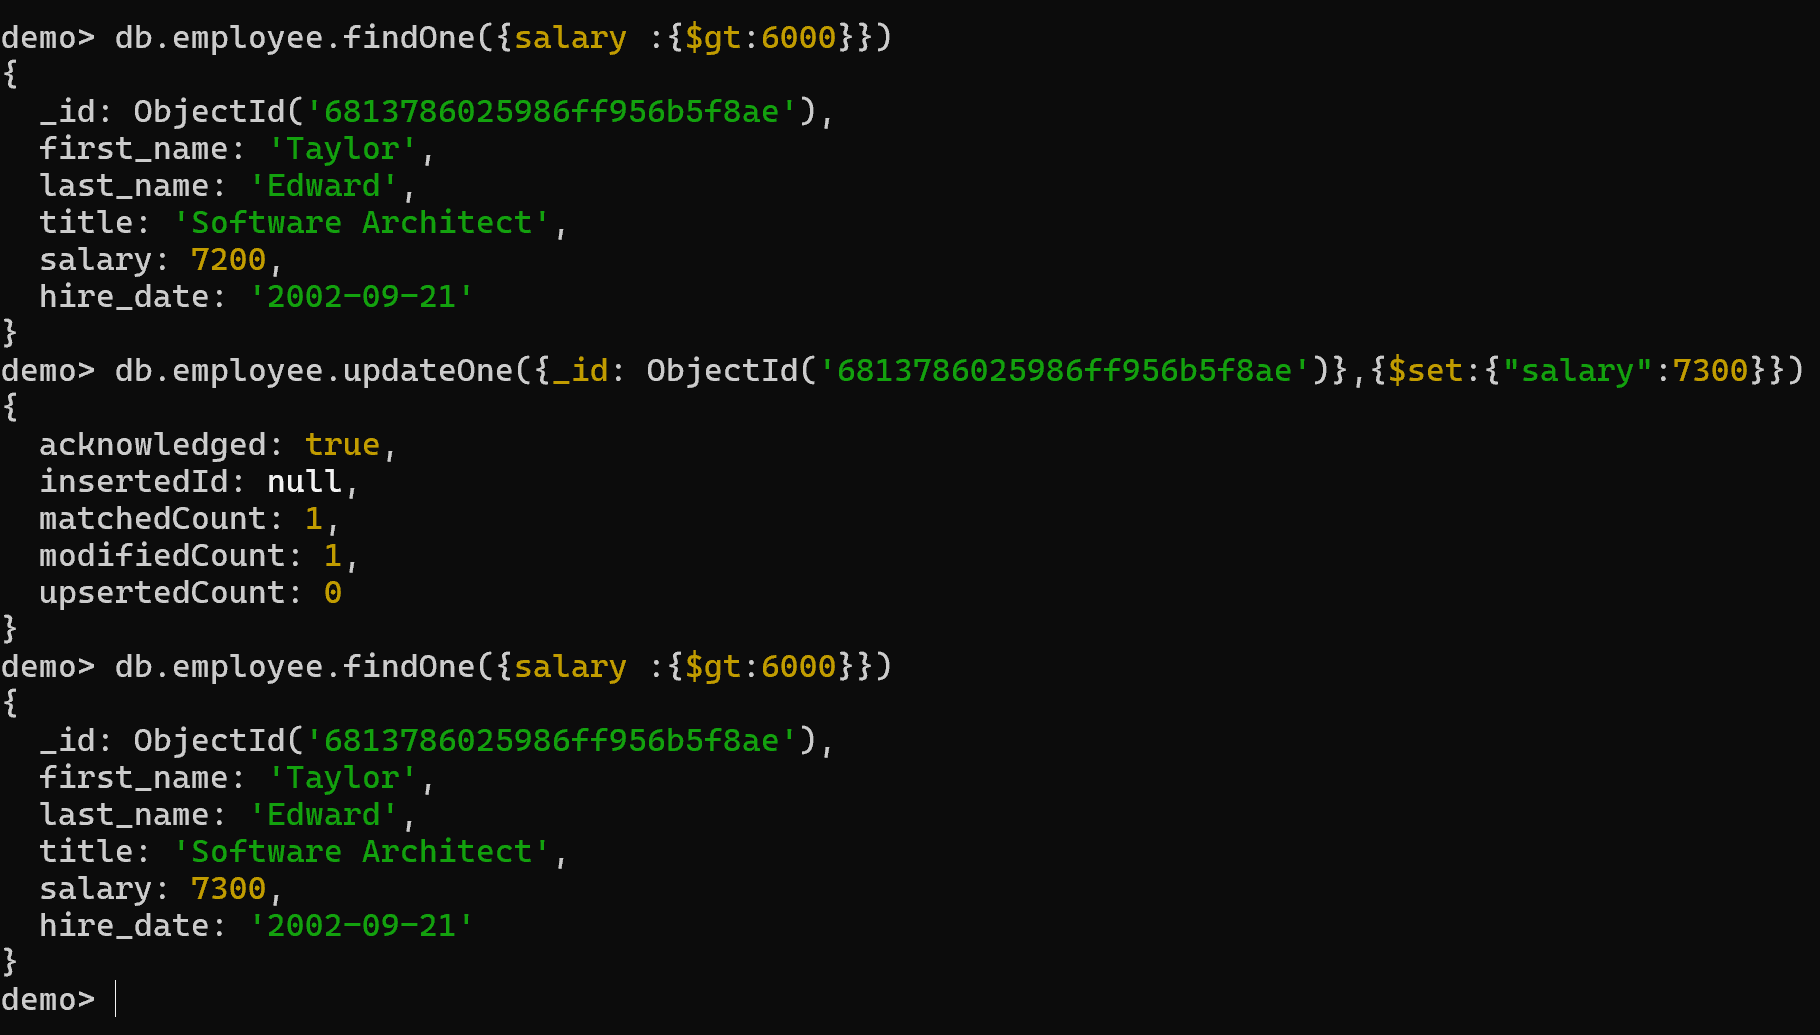 demo> db.employee.findOne({salary :{$gt:6000}})
{
  _id: ObjectId('6813786025986ff956b5f8ae'),
  first_name: 'Taylor',
  last_name: 'Edward',
  title: 'Software Architect',
  salary: 7200,
  hire_date: '2002-09-21'
}
demo> db.employee.updateOne({_id: ObjectId('6813786025986ff956b5f8ae')},{$set:{"salary":7300}})
{
  acknowledged: true,
  insertedId: null,
  matchedCount: 1,
  modifiedCount: 1,
  upsertedCount: 0
}
demo> db.employee.findOne({salary :{$gt:6000}})
{
  _id: ObjectId('6813786025986ff956b5f8ae'),
  first_name: 'Taylor',
  last_name: 'Edward',
  title: 'Software Architect',
  salary: 7300,
  hire_date: '2002-09-21'
}
demo>